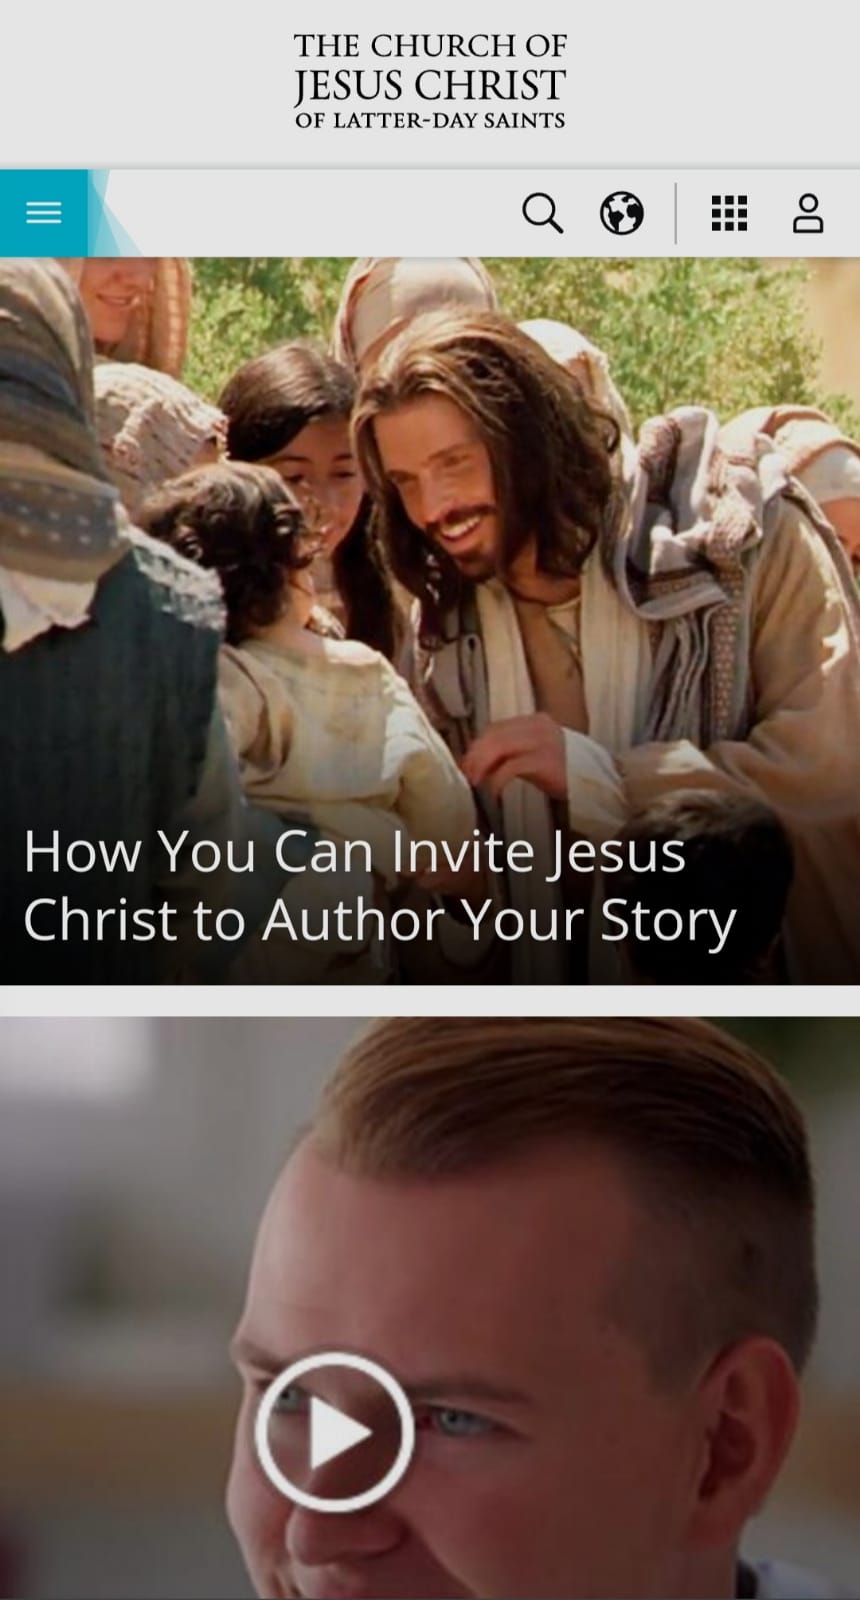 THE CHURCH OF
JESUS CHRIST
OF LATTER-DAY SAINTS
How You Can Invite Jesus
Christ to Author Your Story